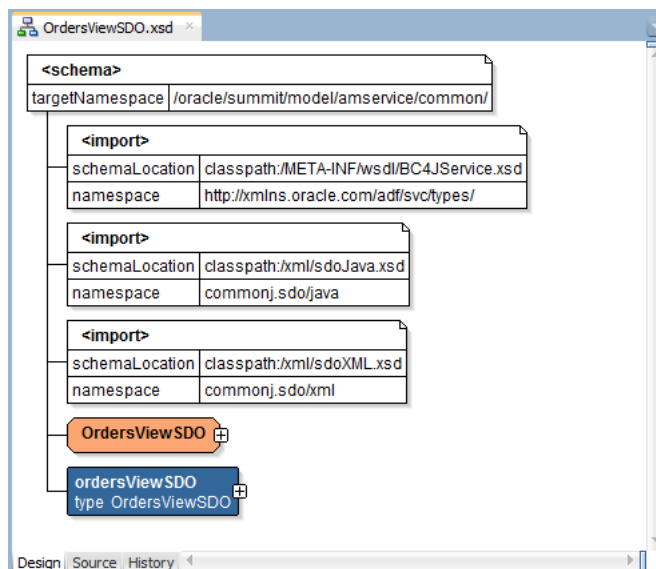 OrdersViewSDO.xsd
<schema>
targetNamespace /oracle/summit/model/amservice/common/
<import>
schemaLocation classpath:/META-INF/wsdl/BC4JService.xsd
namespace http://xmlns.oracle.com/adf/svc/types/
<import>
schemaLocation classpath:/xml/sdoJava.xsd
namespace commonj.sdo/java
<import>
schemaLocation classpath:/xml/sdoXML.xsd
namespace commonj.sdo/xml
OrdersViewSDO
ordersViewSDO
type OrdersViewSDO
Design Source History